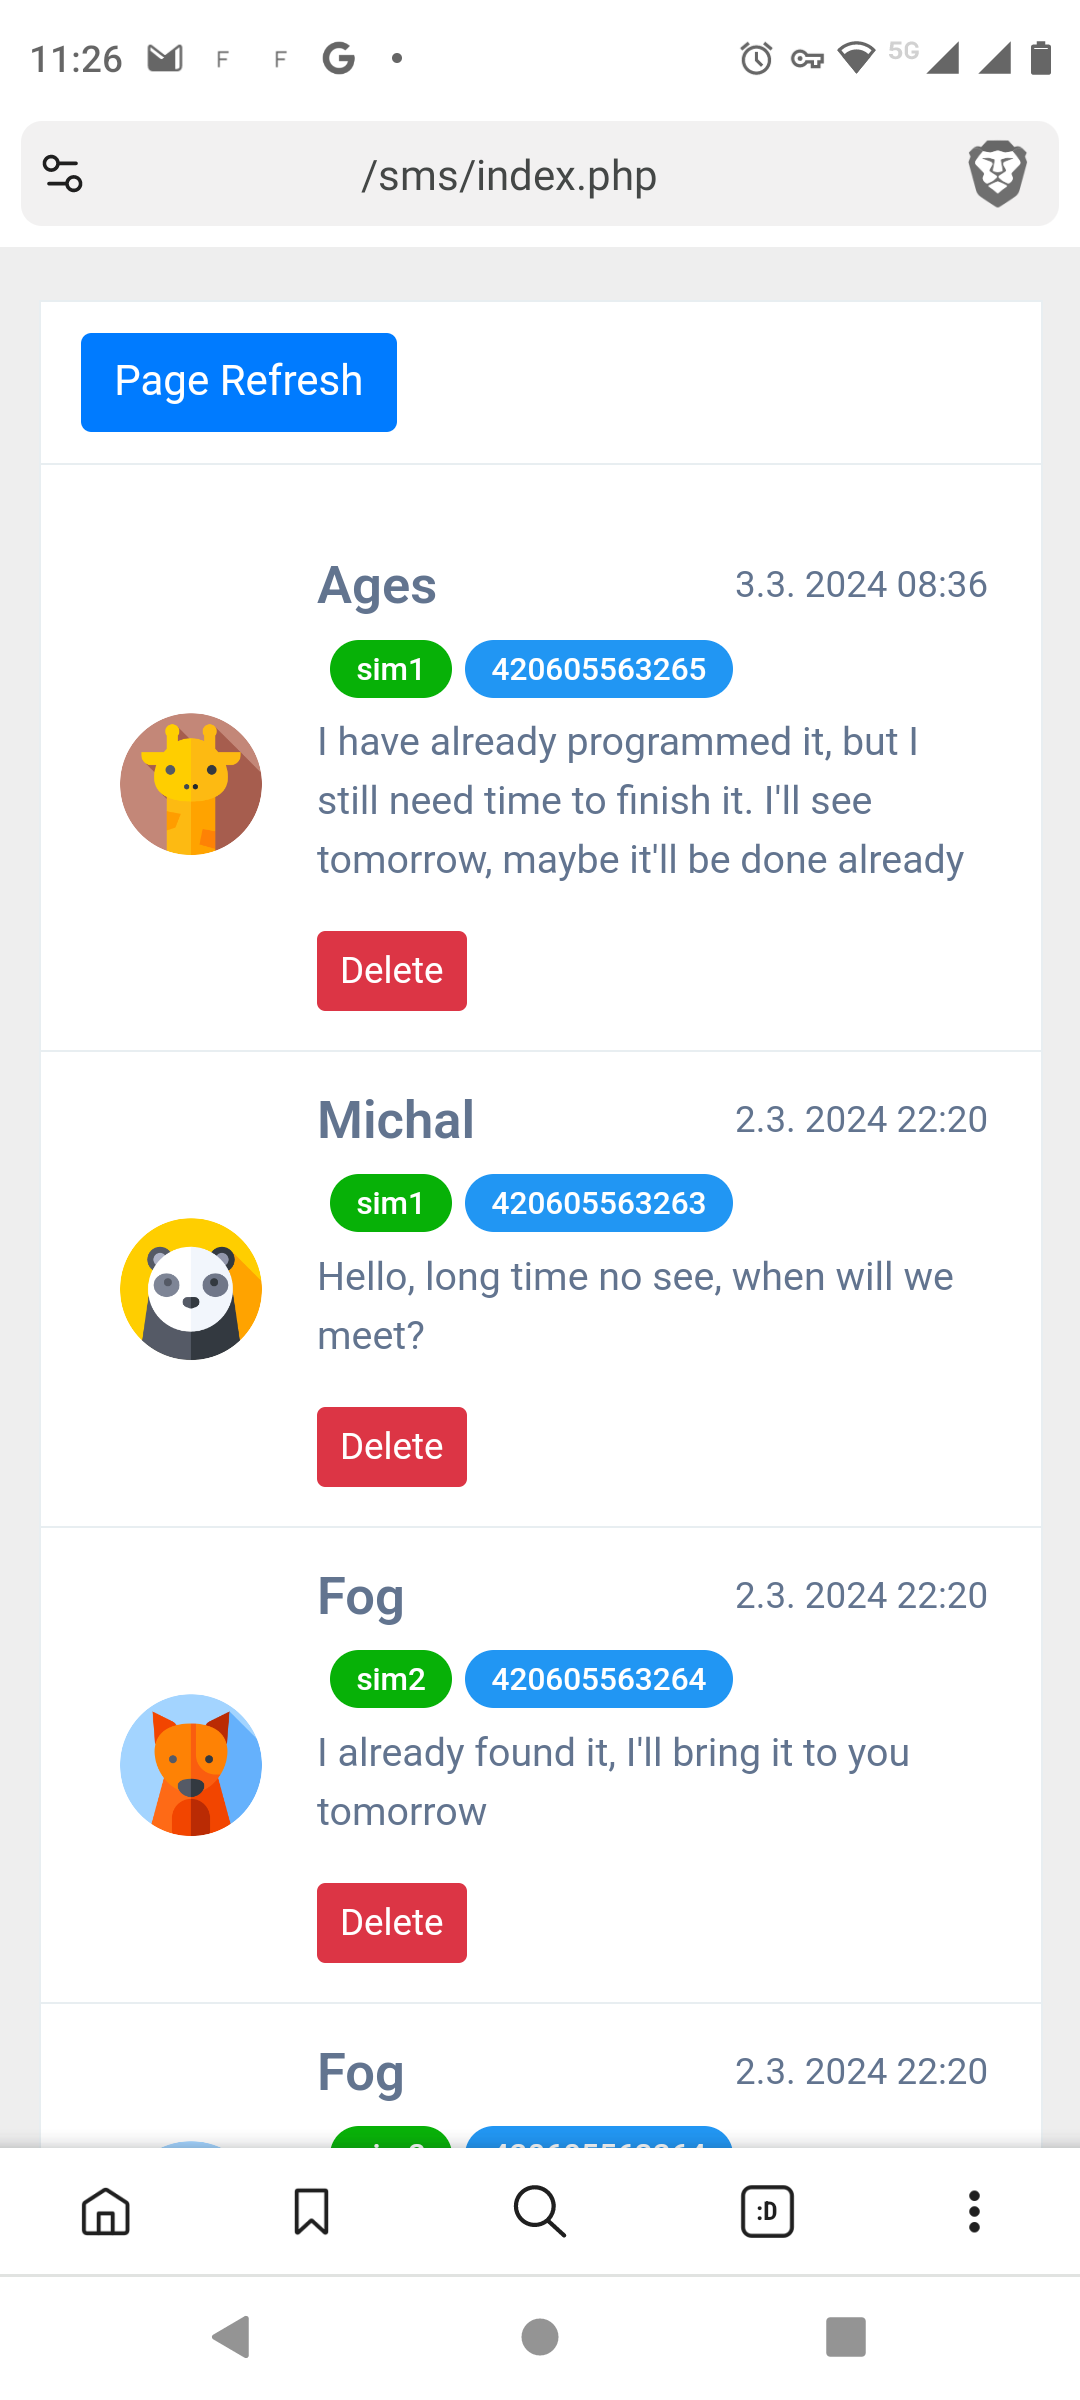 11:26 F F G 5G
/sms/index.php
Page Refresh
Ages 3.3. 2024 08:36
sim1 420605563265
I have already programmed it, but I
still need time to finish it. I'll see
tomorrow, maybe it'll be done already
Delete
Michal 2.3. 2024 22:20
sim1 420605563263
Hello, long time no see, when will we
meet?
Delete
Fog 2.3. 2024 22:20
sim2 420605563264
I already found it, I'll bring it to you
tomorrow
Delete
Fog 2.3. 2024 22:20
:D